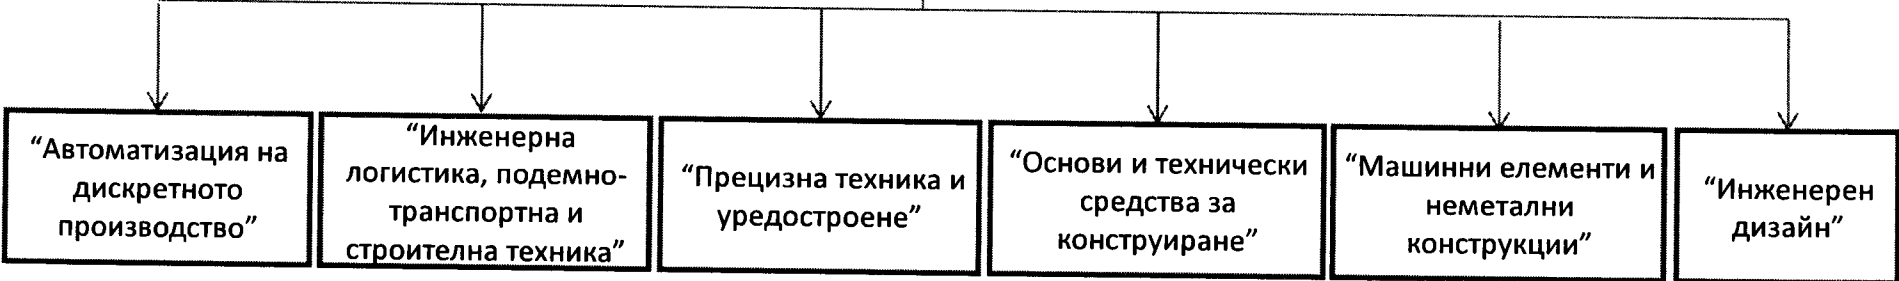 “Автоматизация на
дискретното
производство”
“Инженерна
логистика, подемно-
транспортна и
строителна техника”
“Прецизна техника и
уредостроене”
“Основи и технически
средства за
конструиране”
“Машинни елементи и
неметални
конструкции”
“Инженерен
дизайн”